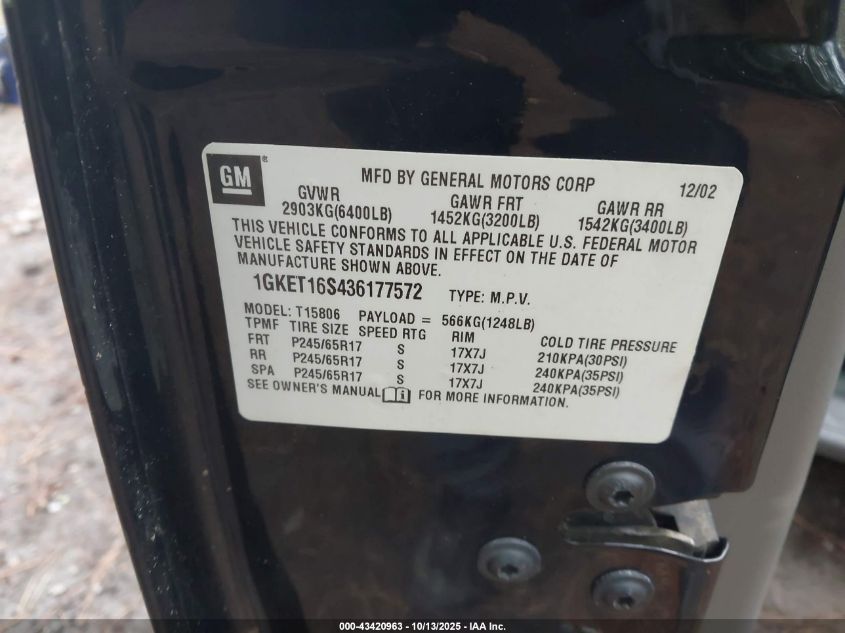 GM ®
MFD BY GENERAL MOTORS CORP 12/02
GVWR GAWR FRT GAWR RR
2903KG(6400LB) 1452KG(3200LB) 1542KG(3400LB)
THIS VEHICLE CONFORMS TO ALL APPLICABLE U.S. FEDERAL MOTOR
VEHICLE SAFETY STANDARDS IN EFFECT ON THE DATE OF
MANUFACTURE SHOWN ABOVE.
1GKET16S436177572 TYPE: M.P.V.
MODEL: T15806 PAYLOAD = 566KG(1248LB)
TPMF TIRE SIZE SPEED RTG RIM COLD TIRE PRESSURE
FRT P245/65R17 S 17X7J 210KPA(30PSI)
RR P245/65R17 S 17X7J 240KPA(35PSI)
SPA P245/65R17 S 17X7J 240KPA(35PSI)
SEE OWNER'S MANUAL i FOR MORE INFORMATION.
000-43420963 - 10/13/2025 - IAA Inc.